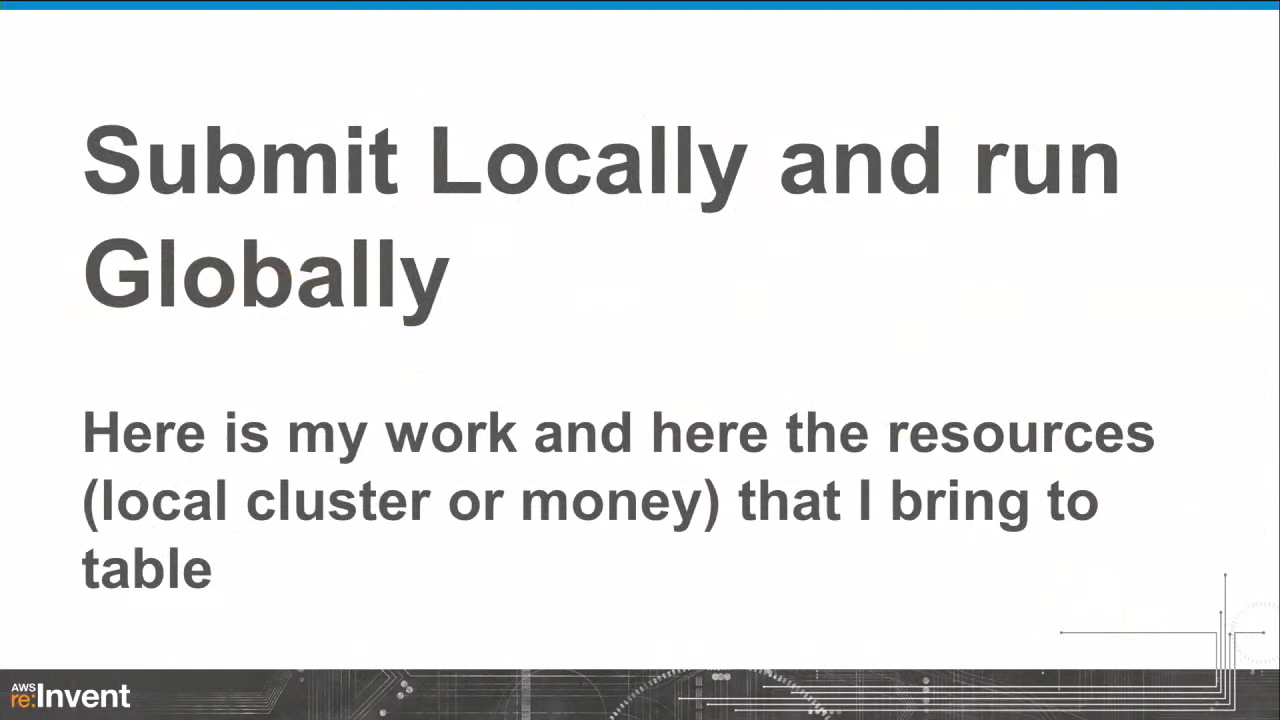 Submit Locally and run
Globally
Here is my work and here the resources
(local cluster or money) that I bring to
table
AWS
re:Invent